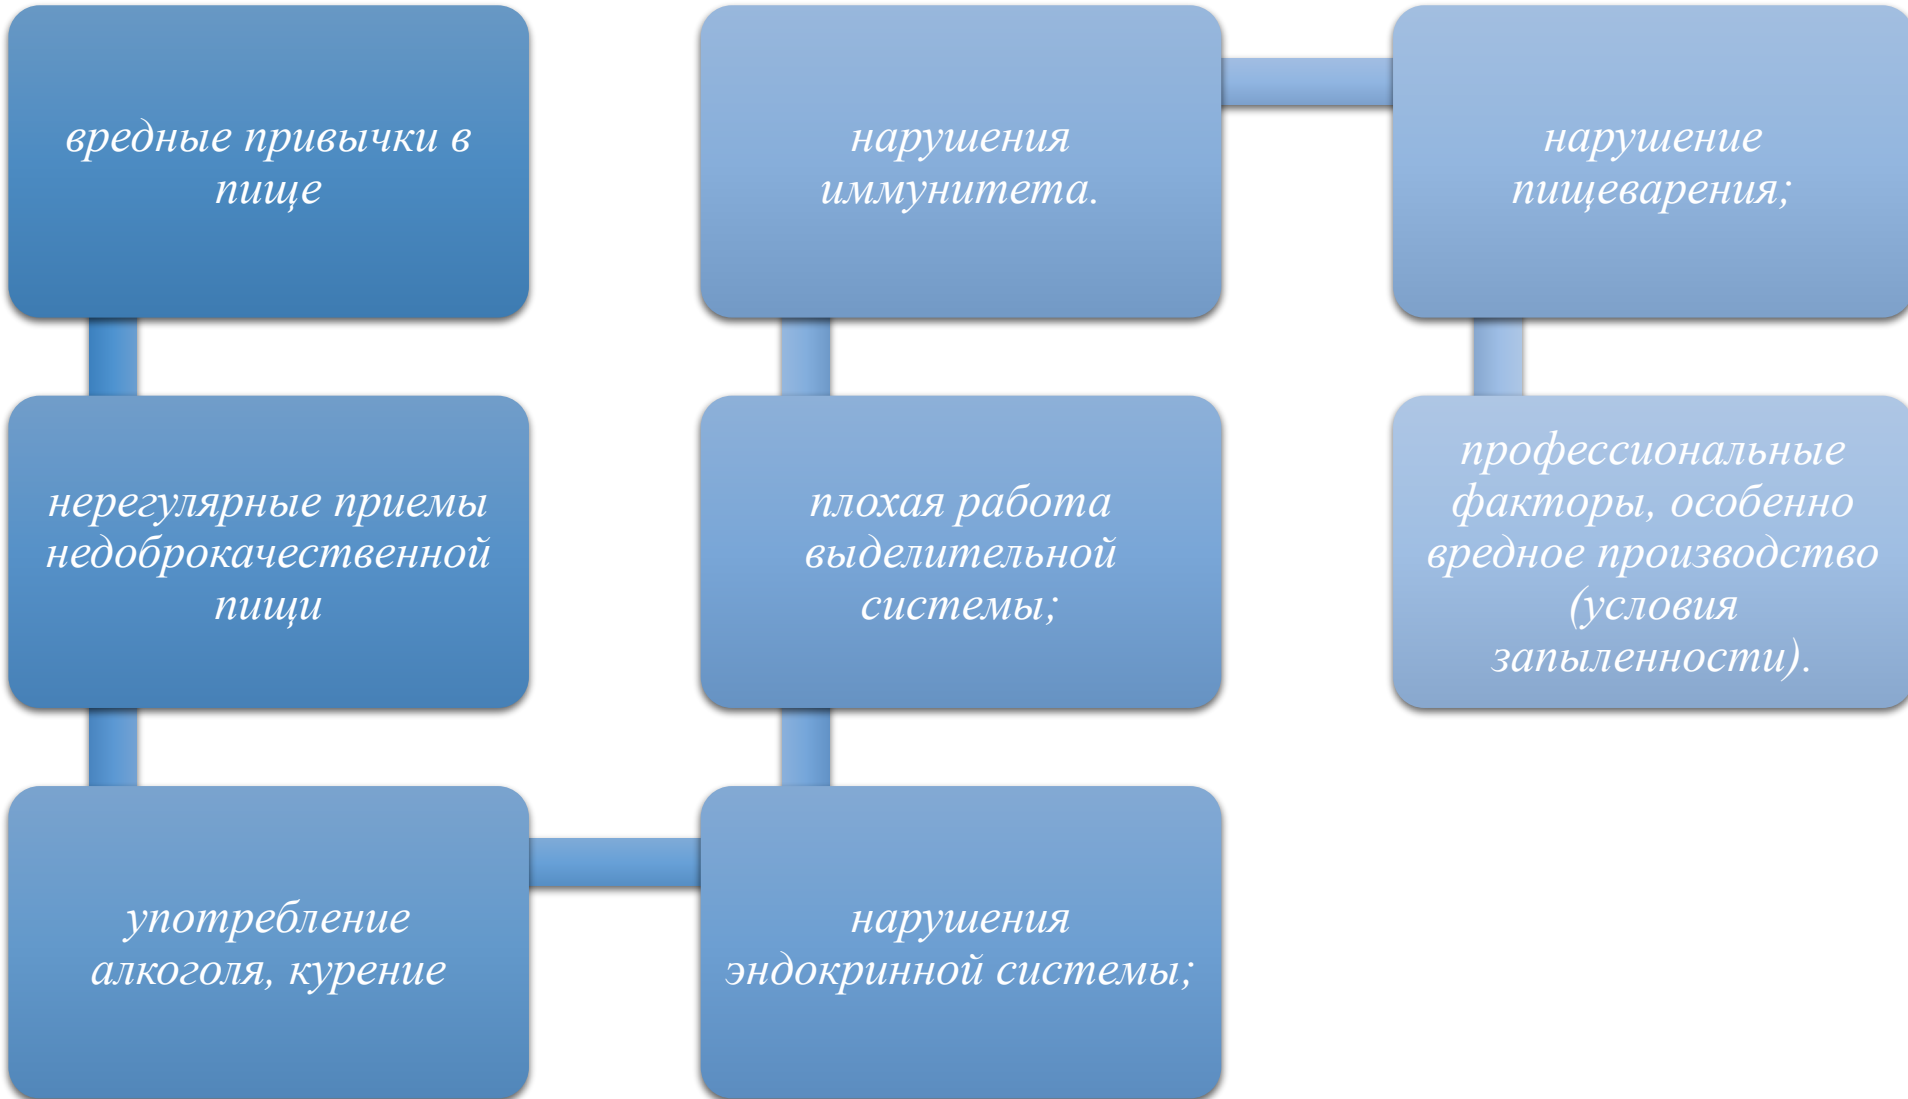 вредные привычки в
пище
нерегулярные приемы
недоброкачественной
пищи
употребление
алкоголя, курение
нарушения
эндокринной системы;
плохая работа
выделительной
системы;
нарушения
иммунитета.
нарушение
пищеварения;
профессиональные
факторы, особенно
вредное производство
(условия
запыленности).